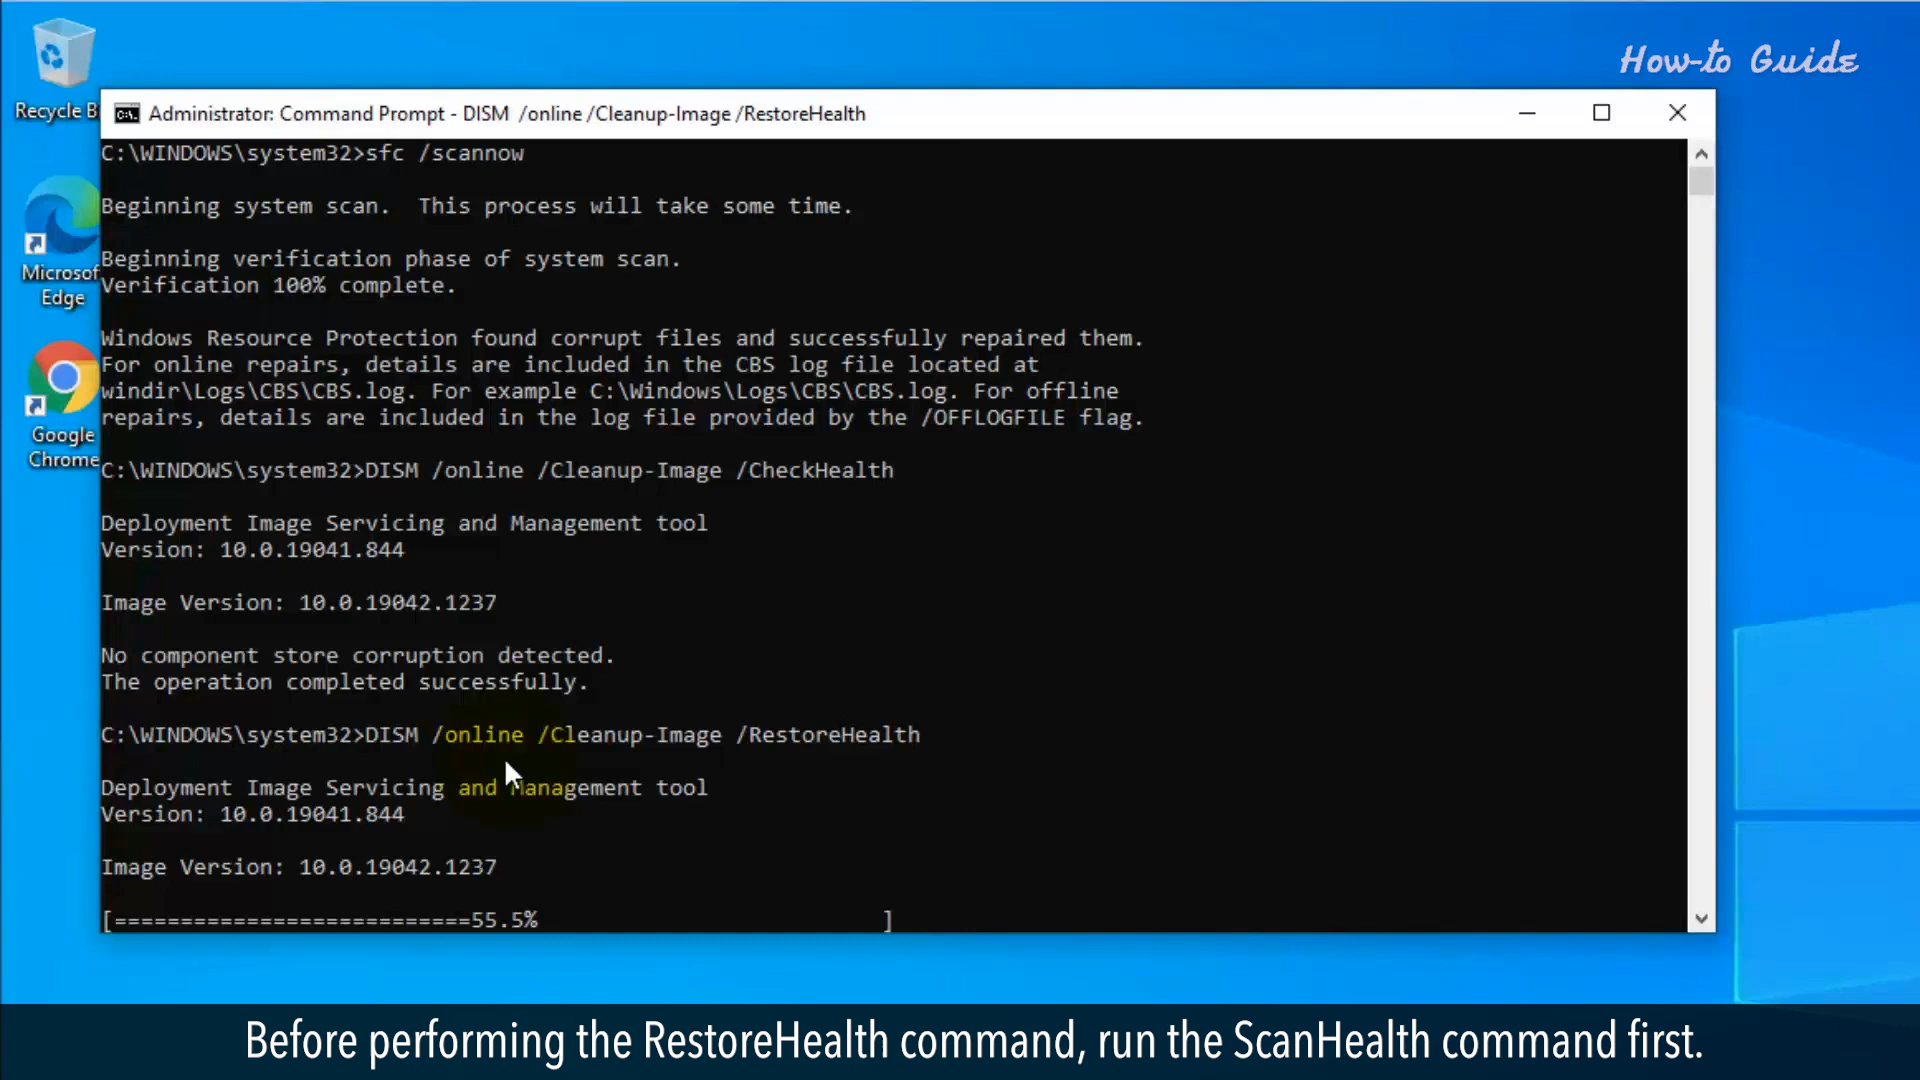 How-to Guide
Recycle B
Administrator: Command Prompt - DISM /online /Cleanup-Image /RestoreHealth
C:\WINDOWS\system32>sfc /scannow
Beginning system scan.  This process will take some time.
Beginning verification phase of system scan.
Verification 100% complete.
Windows Resource Protection found corrupt files and successfully repaired them.
For online repairs, details are included in the CBS log file located at
windir\Logs\CBS\CBS.log. For example C:\Windows\Logs\CBS\CBS.log. For offline
repairs, details are included in the log file provided by the /OFFLOGFILE flag.
C:\WINDOWS\system32>DISM /online /Cleanup-Image /CheckHealth
Deployment Image Servicing and Management tool
Version: 10.0.19041.844
Image Version: 10.0.19042.1237
No component store corruption detected.
The operation completed successfully.
C:\WINDOWS\system32>DISM /online /Cleanup-Image /RestoreHealth
Deployment Image Servicing and Management tool
Version: 10.0.19041.844
Image Version: 10.0.19042.1237
[===========================55.5%                          ]
Microsof
Edge
Google
Chrome
Before performing the RestoreHealth command, run the ScanHealth command first.